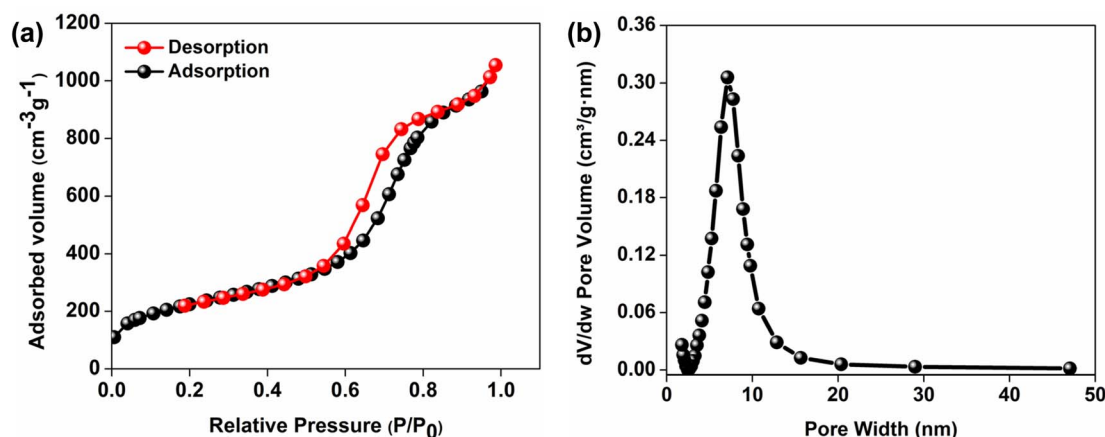 (a)
1200
1000
800
600
400
200
0
Adsorbed volume (cm⁻³g⁻¹)
Desorption
Adsorption
0.0 0.2 0.4 0.6 0.8 1.0
Relative Pressure (P/P₀)
(b)
0.36
0.30
0.24
0.18
0.12
0.06
0.00
dV/dw Pore Volume (cm³/g·nm)
0 10 20 30 40 50
Pore Width (nm)